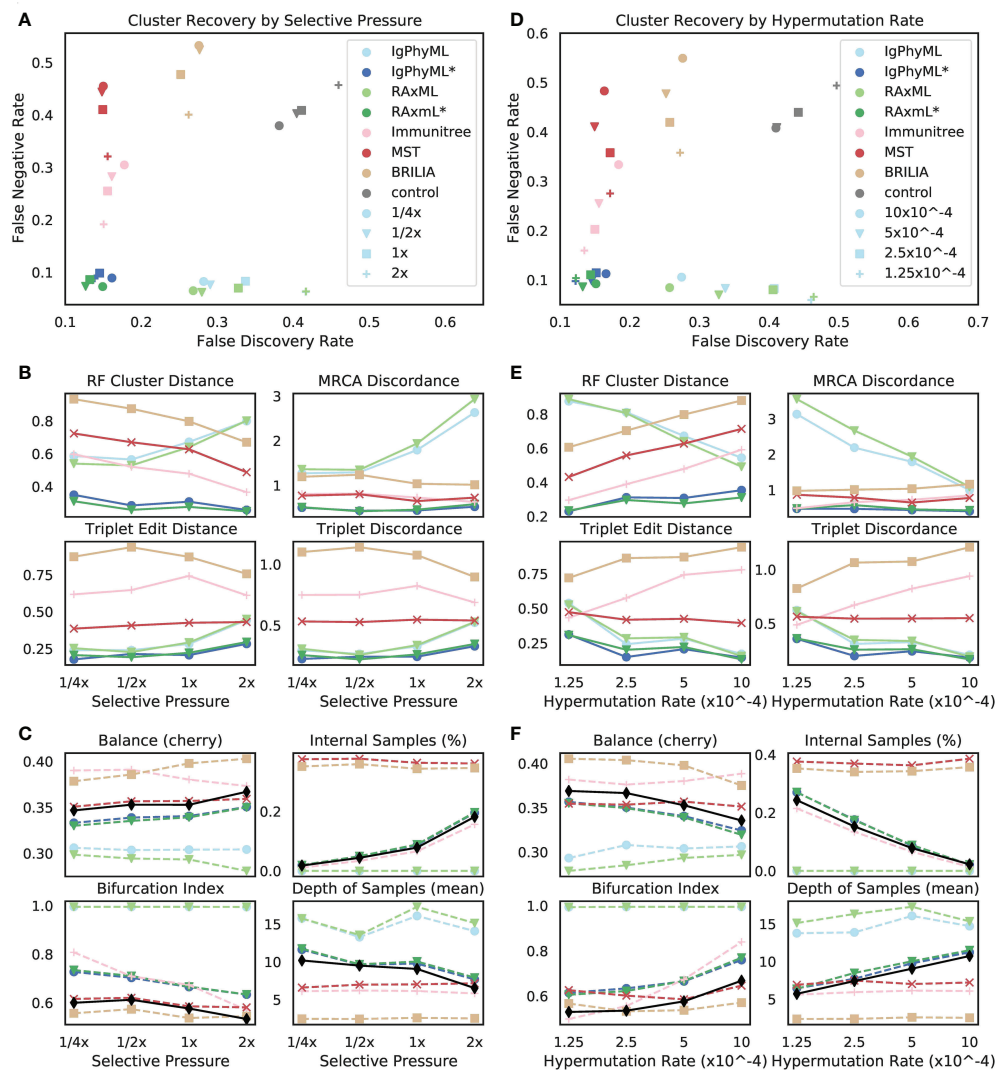 A
Cluster Recovery by Selective Pressure
False Negative Rate
0.5
0.4
0.3
0.2
0.1
0.1
0.2
0.3
0.4
0.5
0.6
False Discovery Rate
IgPhyML
IgPhyML*
RAxML
RAxmL*
Immunitree
MST
BRILIA
control
1/4x
1/2x
1x
2x
D
Cluster Recovery by Hypermutation Rate
False Negative Rate
0.6
0.5
0.4
0.3
0.2
0.1
0.1
0.2
0.3
0.4
0.5
0.6
0.7
False Discovery Rate
IgPhyML
IgPhyML*
RAxML
RAxmL*
Immunitree
MST
BRILIA
control
10x10^-4
5x10^-4
2.5x10^-4
1.25x10^-4
B
RF Cluster Distance
0.8
0.6
0.4
MRCA Discordance
3
2
1
Triplet Edit Distance
0.75
0.50
0.25
1/4x 1/2x 1x 2x
Selective Pressure
Triplet Discordance
1.0
0.5
1/4x 1/2x 1x 2x
Selective Pressure
E
RF Cluster Distance
0.8
0.6
0.4
0.2
MRCA Discordance
3
2
1
Triplet Edit Distance
0.75
0.50
0.25
1.25 2.5 5 10
Hypermutation Rate (x10^-4)
Triplet Discordance
1.0
0.5
1.25 2.5 5 10
Hypermutation Rate (x10^-4)
C
Balance (cherry)
0.40
0.35
0.30
Internal Samples (%)
0.2
0.0
Bifurcation Index
1.0
0.8
0.6
1/4x 1/2x 1x 2x
Selective Pressure
Depth of Samples (mean)
15
10
5
1/4x 1/2x 1x 2x
Selective Pressure
F
Balance (cherry)
0.40
0.35
0.30
Internal Samples (%)
0.4
0.2
0.0
Bifurcation Index
1.0
0.8
0.6
1.25 2.5 5 10
Hypermutation Rate (x10^-4)
Depth of Samples (mean)
15
10
5
1.25 2.5 5 10
Hypermutation Rate (x10^-4)